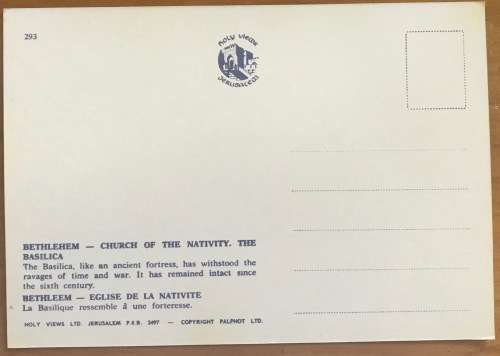 293
HOLY VIEWS
JERUSALEM
BETHLEHEM — CHURCH OF THE NATIVITY. THE
BASILICA
The Basilica, like an ancient fortress, has withstood the
ravages of time and war. It has remained intact since
the sixth century.
BETHLEEM — EGLISE DE LA NATIVITE
La Basilique ressemble â une forteresse.
HOLY VIEWS LTD. JERUSALEM P.O.B. 2497 — COPYRIGHT PALPHOT LTD.